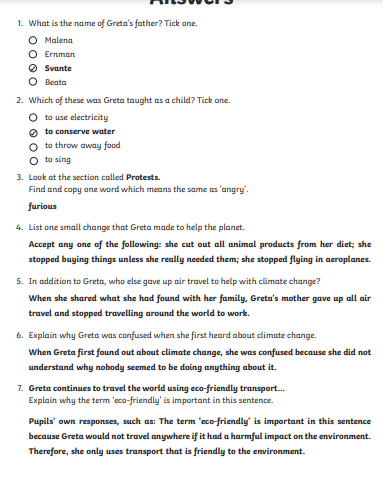 Answers
1. What is the name of Greta's father? Tick one.
Malena
Ernman
Svante
Beata
2. Which of these was Greta taught as a child? Tick one.
to use electricity
to conserve water
to throw away food
to sing
3. Look at the section called Protests.
Find and copy one word which means the same as 'angry'.
furious
4. List one small change that Greta made to help the planet.
Accept any one of the following: she cut out all animal products from her diet; she
stopped buying things unless she really needed them; she stopped flying in aeroplanes.
5. In addition to Greta, who else gave up air travel to help with climate change?
When she shared what she had found with her family, Greta's mother gave up all air
travel and stopped travelling around the world to work.
6. Explain why Greta was confused when she first heard about climate change.
When Greta first found out about climate change, she was confused because she did not
understand why nobody seemed to be doing anything about it.
7. Greta continues to travel the world using eco-friendly transport...
Explain why the term 'eco-friendly' is important in this sentence.
Pupils' own responses, such as: The term 'eco-friendly' is important in this sentence
because Greta would not travel anywhere if it had a harmful impact on the environment.
Therefore, she only uses transport that is friendly to the environment.